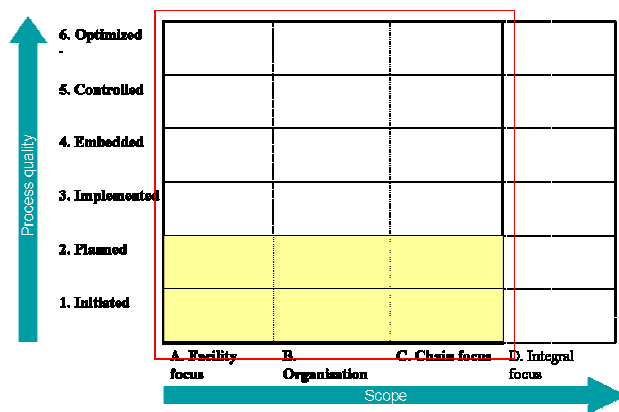 6. Optimized
-
5. Controlled
4. Embedded
3. Implemented
2. Planned
1. Initiated
Process quality
A. Facility
focus
B.
Organisation
C. Chain focus
D. Integral
focus
Scope